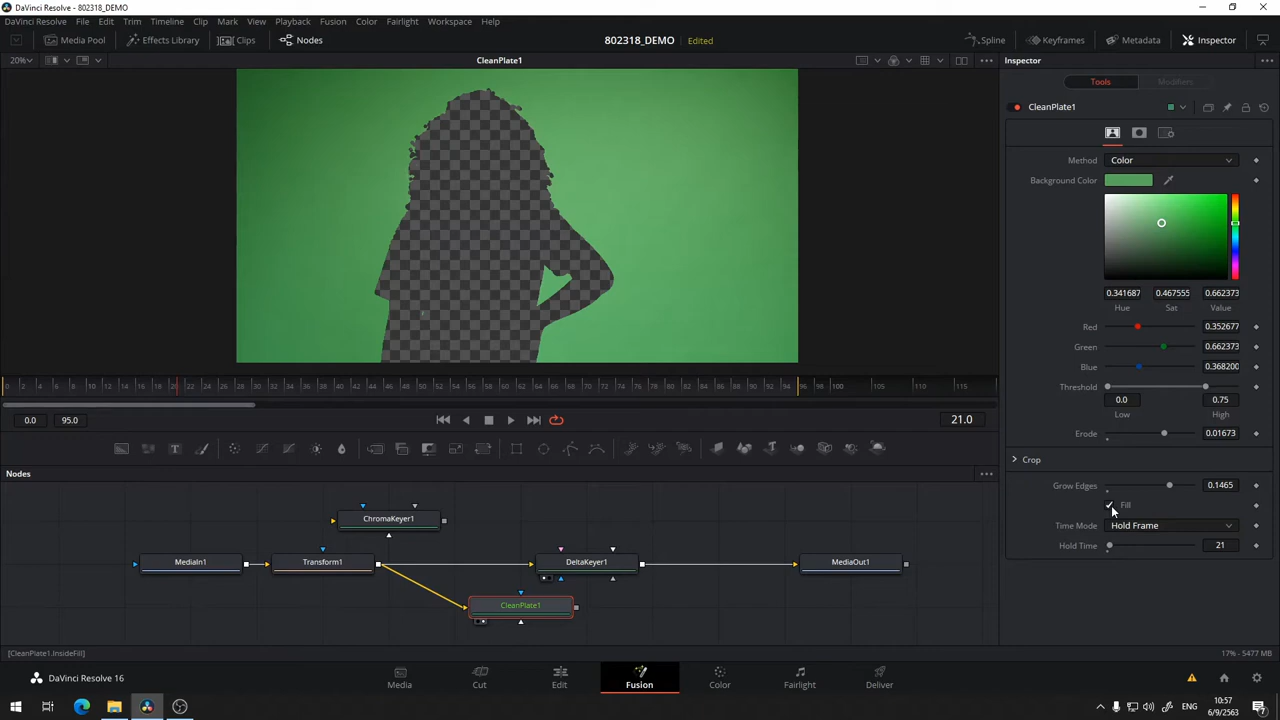 DaVinci Resolve - 802318_DEMO
DaVinci Resolve File Edit Trim Timeline Clip Mark View Playback Fusion Color Fairlight Workspace Help
Media Pool Effects Library Clips Nodes 802318_DEMO Edited Spline Keyframes Metadata Inspector
20% CleanPlate1 Inspector
Tools Modifiers
CleanPlate1
Method Color
Background Color
0.341687 0.467555 0.662373
Hue Sat Value
Red 0.352677
Green 0.662373
Blue 0.368200
Threshold
0.0 0.75
Low High
Erode 0.01673
Crop
Grow Edges 0.1465
Fill
Time Mode Hold Frame
Hold Time 21
0.0 95.0 21.0
Nodes
ChromaKeyer1
MediaIn1 Transform1 DeltaKeyer1 MediaOut1
CleanPlate1
[CleanPlate1.InsideFill] 17% - 5477 MB
DaVinci Resolve 16 Media Cut Edit Fusion Color Fairlight Deliver
ENG 10:57
6/9/2563